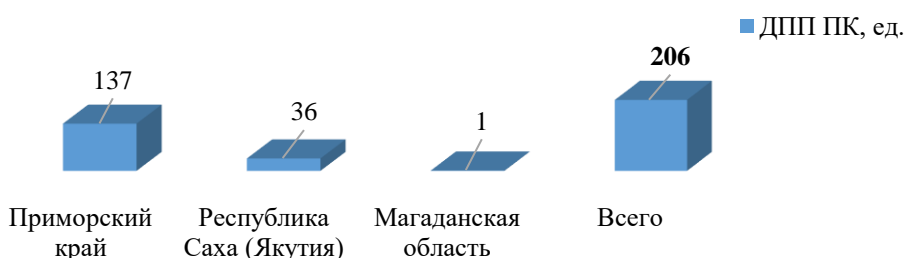 ДПП ПК, ед.
206
137
36
1
Приморский край
Республика Саха (Якутия)
Магаданская область
Всего